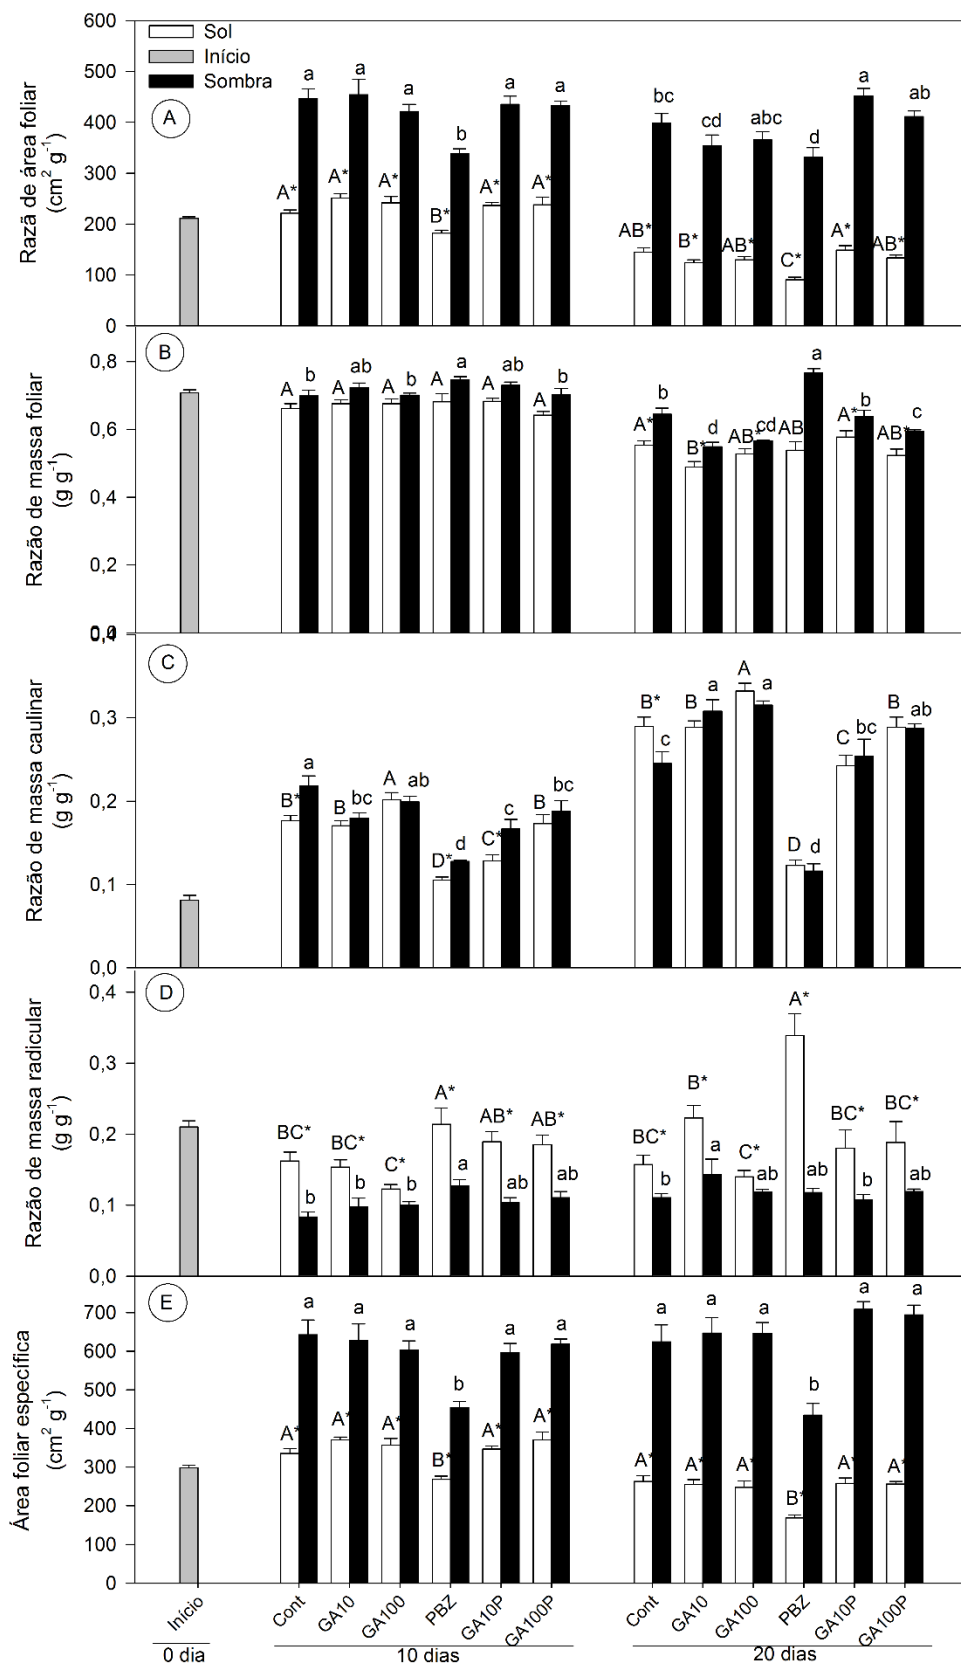 Sol
Início
Sombra
Razã de área foliar
(cm² g⁻¹)
600
500
400
300
200
100
0
A
A* a A* a A* a B* b A* a A* a
AB* bc B* cd AB* abc C* d A* a AB* ab
Razão de massa foliar
(g g⁻¹)
0,8
0,6
0,4
0,2
0,0
B
A b A ab A b A a A ab A b
A* b B* d AB* cd AB a A* b AB* c
Razão de massa caulinar
(g g⁻¹)
0,4
0,3
0,2
0,1
0,0
C
B* a B bc A ab D* d C* c B bc
B* c B a A a D d C bc B ab
Razão de massa radicular
(g g⁻¹)
0,4
0,3
0,2
0,1
0,0
D
BC* b BC* b C* b A* a AB* ab AB* ab
BC* b B* a C* ab A* ab BC* b BC* ab
Área foliar específica
(cm² g⁻¹)
700
600
500
400
300
200
100
0
E
A* a A* a A* a B* b A* a A* a
A* a A* a A* a B* b A* a A* a
Início Cont GA10 GA100 PBZ GA10P GA100P Cont GA10 GA100 PBZ GA10P GA100P
0 dia 10 dias 20 dias